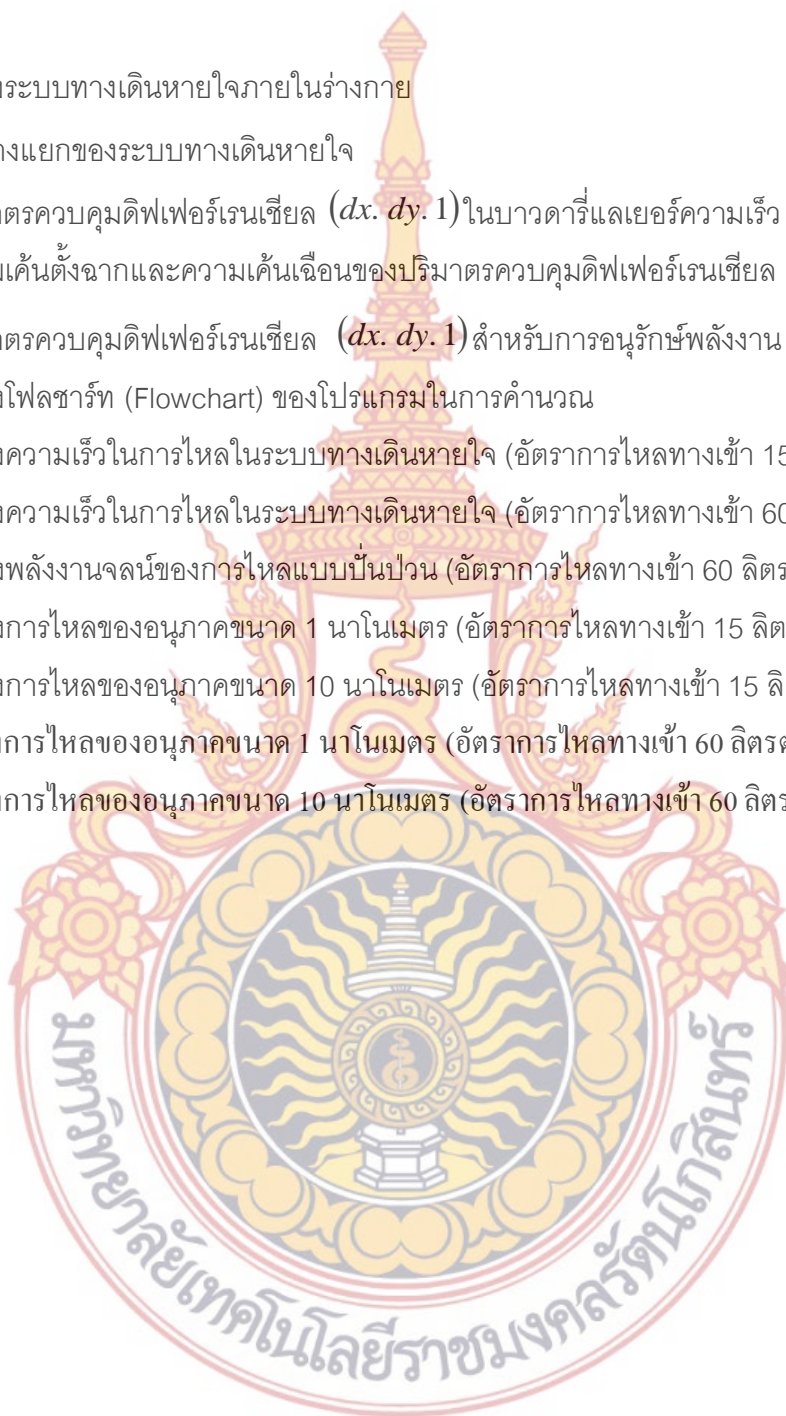 งระบบทางเดินหายใจภายในร่างกาย
างแยกของระบบทางเดินหายใจ
าตรควบคุมดิฟเฟอร์เรนเชียล (dx. dy. 1) ในบาวดารี่แลเยอร์ความเร็ว
มเค้นตั้งฉากและความเค้นเฉือนของปริมาตรควบคุมดิฟเฟอร์เรนเชียล
าตรควบคุมดิฟเฟอร์เรนเชียล (dx. dy. 1) สำหรับการอนุรักษ์พลังงาน
งโฟลชาร์ท (Flowchart) ของโปรแกรมในการคำนวณ
งความเร็วในการไหลในระบบทางเดินหายใจ (อัตราการไหลทางเข้า 15
งความเร็วในการไหลในระบบทางเดินหายใจ (อัตราการไหลทางเข้า 60
งพลังงานจลน์ของการไหลแบบปั่นป่วน (อัตราการไหลทางเข้า 60 ลิตร
งการไหลของอนุภาคขนาด 1 นาโนเมตร (อัตราการไหลทางเข้า 15 ลิต
งการไหลของอนุภาคขนาด 10 นาโนเมตร (อัตราการไหลทางเข้า 15 ลิ
งการไหลของอนุภาคขนาด 1 นาโนเมตร (อัตราการไหลทางเข้า 60 ลิตรต
งการไหลของอนุภาคขนาด 10 นาโนเมตร (อัตราการไหลทางเข้า 60 ลิตร
มหาวิทยาลัยเทคโนโลยีราชมงคลรัตนโกสินทร์